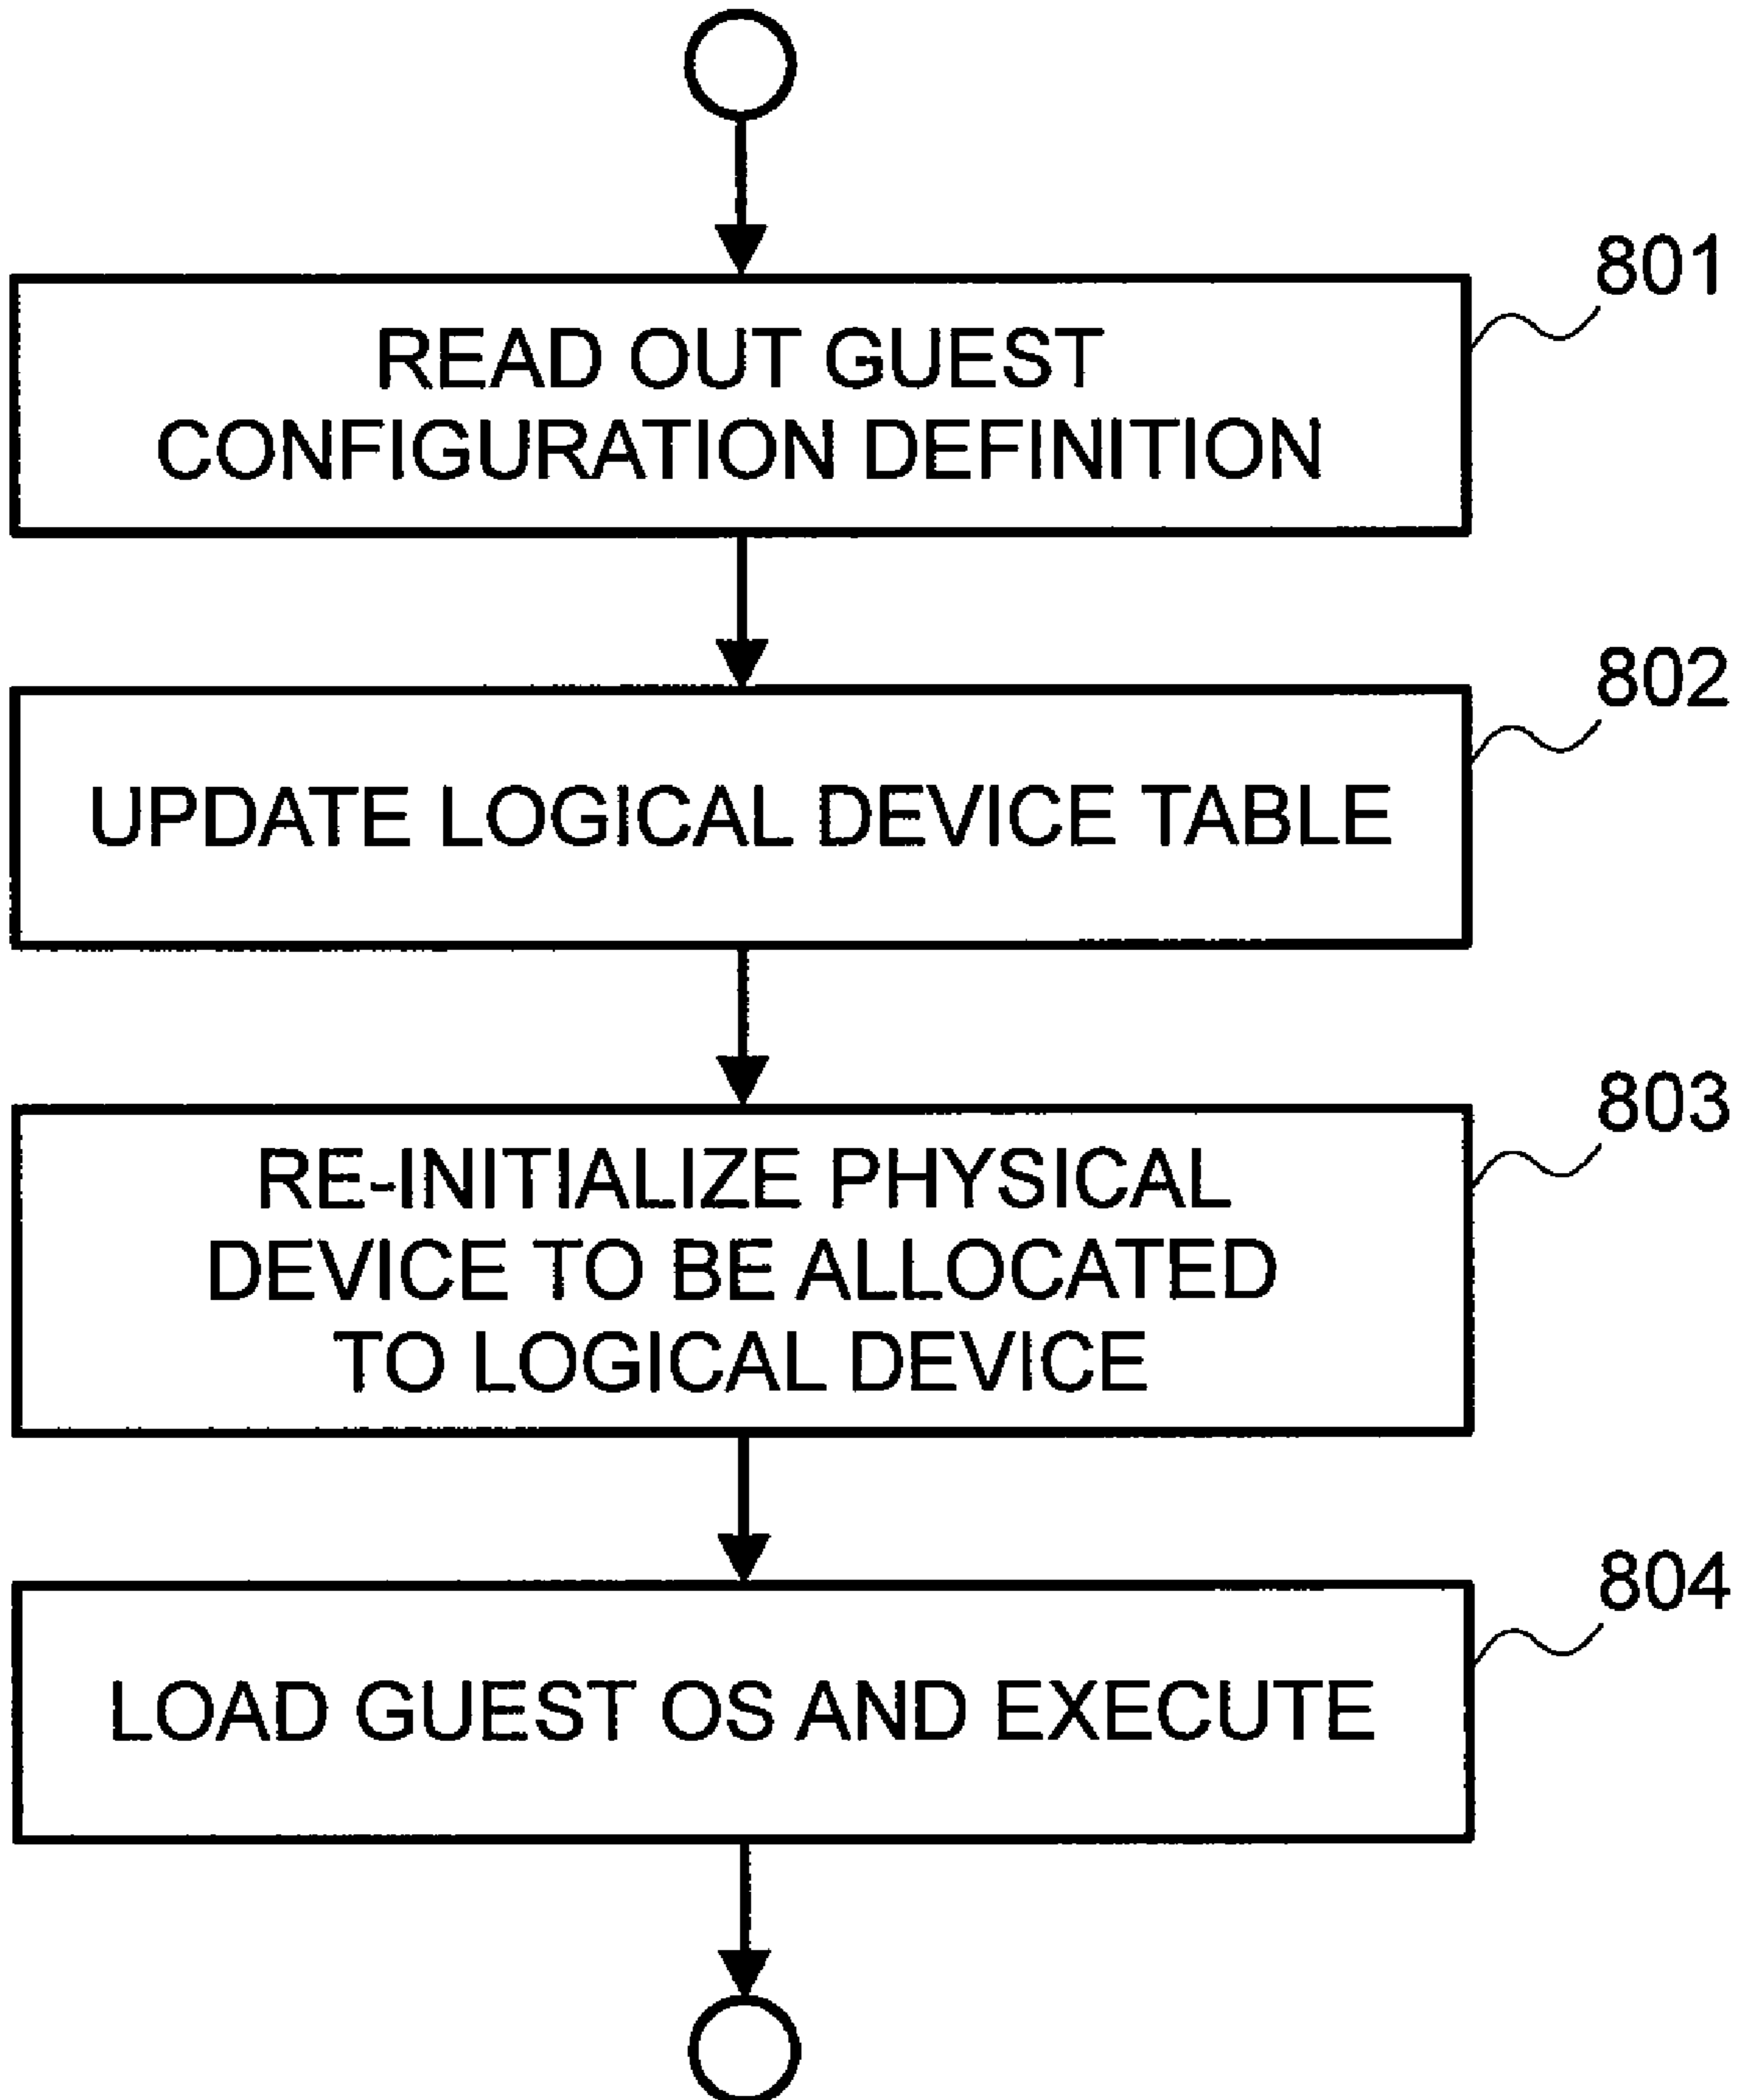 801
READ OUT GUEST
CONFIGURATION DEFINITION
802
UPDATE LOGICAL DEVICE TABLE
803
RE-INITIALIZE PHYSICAL
DEVICE TO BE ALLOCATED
TO LOGICAL DEVICE
804
LOAD GUEST OS AND EXECUTE